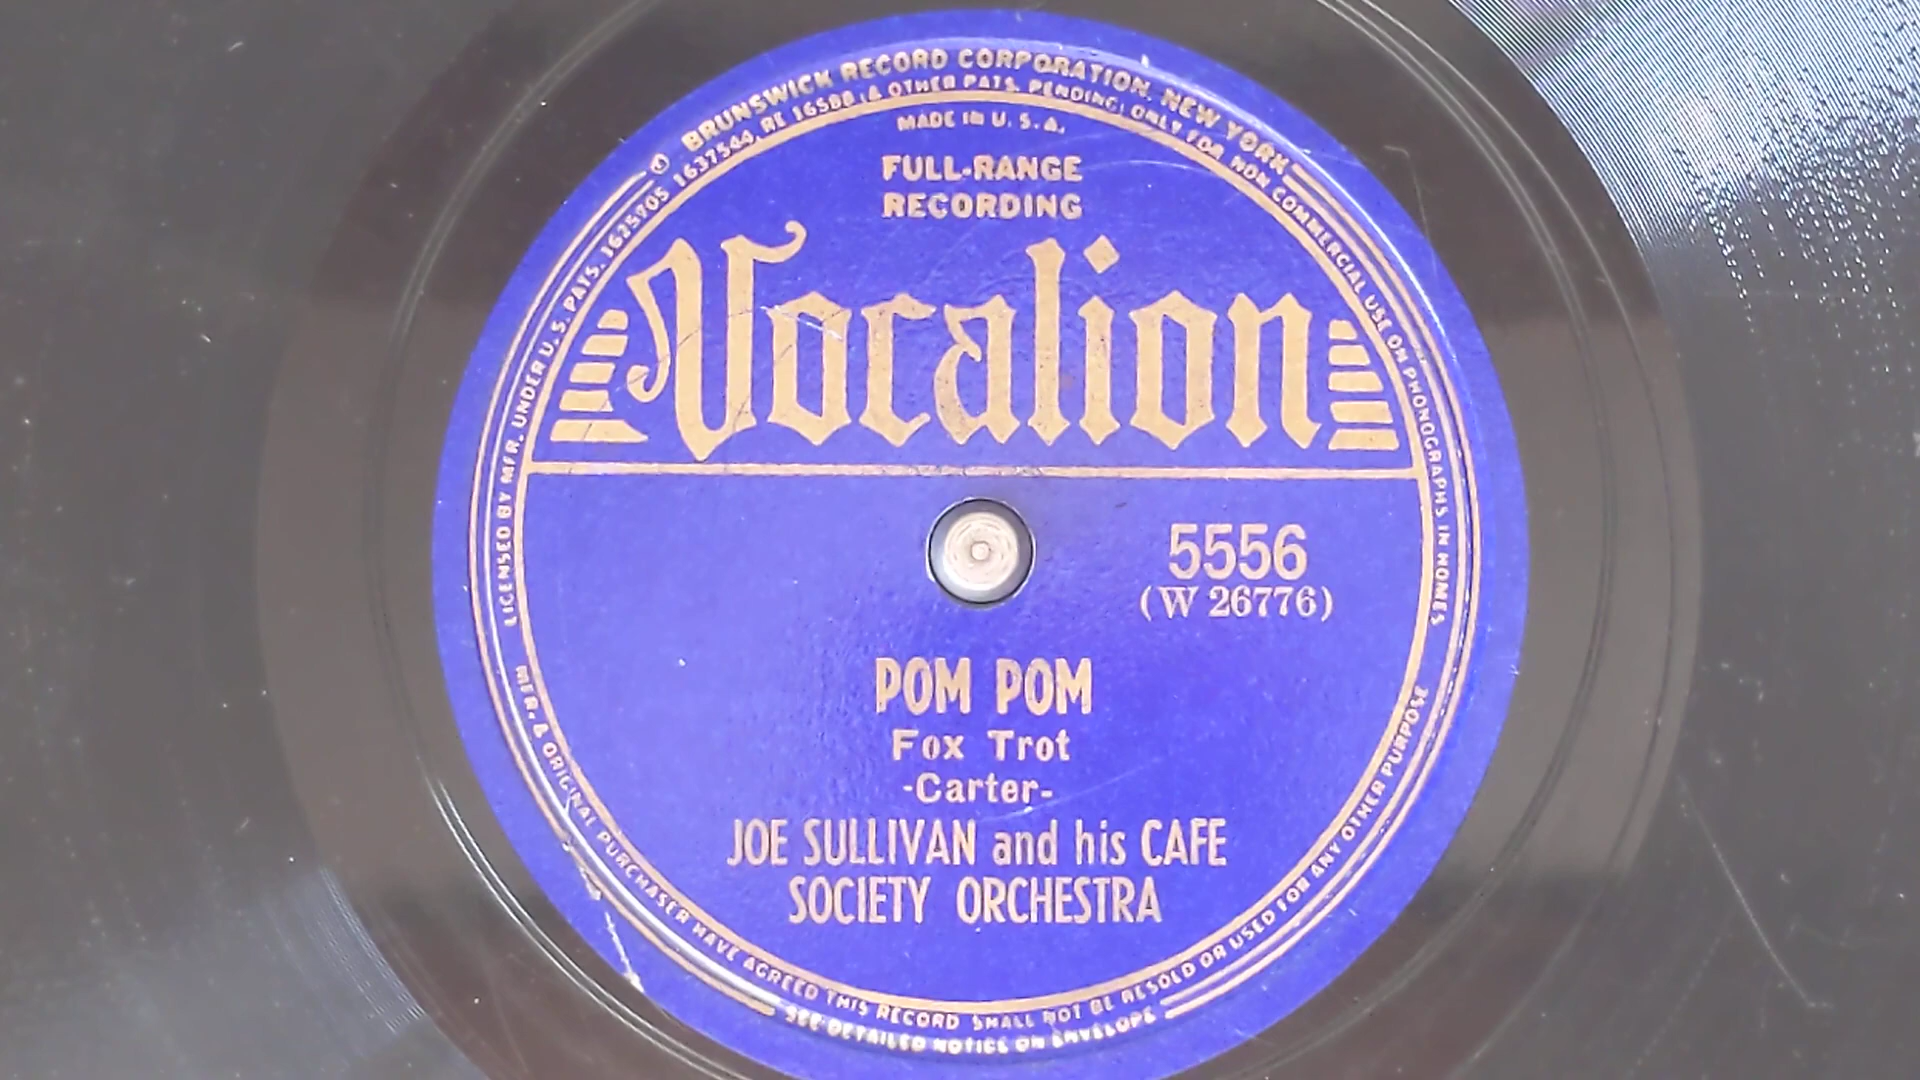 BRUNSWICK RECORD CORPORATION, NEW YORK
LICENSED BY MFR. UNDER U.S. PATS. 1625705 1637544, RE 16588 (& OTHER PATS. PENDING) ONLY FOR NON COMMERCIAL USE ON PHONOGRAPHS IN HOMES
MADE IN U.S.A.
FULL-RANGE
RECORDING
Vocalion
5556
(W 26776)
POM POM
Fox Trot
-Carter-
JOE SULLIVAN and his CAFE
SOCIETY ORCHESTRA
MFR. & ORIGINAL PURCHASER HAVE AGREED THIS RECORD SHALL NOT BE RESOLD OR USED FOR ANY OTHER PURPOSE
SEE DETAILED NOTICE ON ENVELOPE